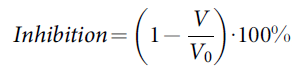 Inhibition = (1 − V/V₀) · 100%